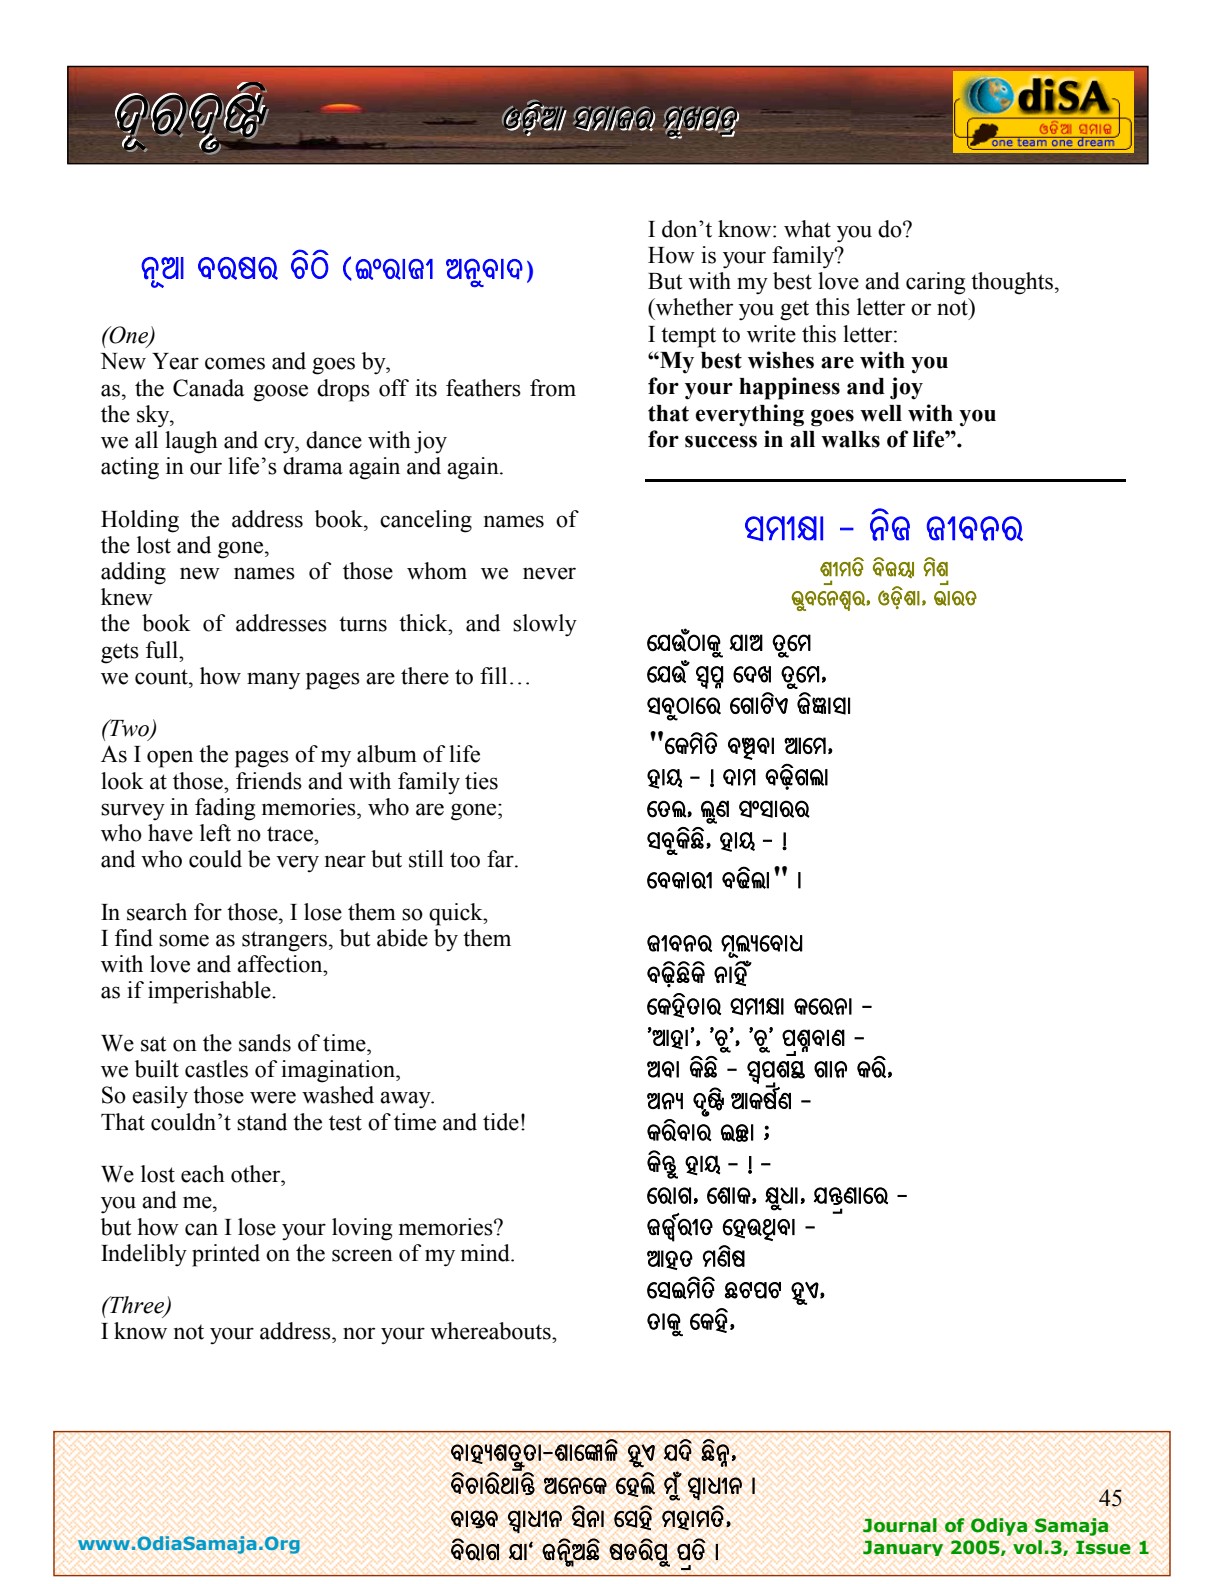 ଦୂରଦୃଷ୍ଟି
ଓଡ଼ିଆ ସମାଜର ମୁଖପତ୍ର
OdiSA
ଓଡିଆ ସମାଜ
one team one dream
ନୂଆ ବରଷର ଚିଠି (ଇଂରାଜୀ ଅନୁବାଦ)
(One)
New Year comes and goes by,
as, the Canada goose drops off its feathers from
the sky,
we all laugh and cry, dance with joy
acting in our life’s drama again and again.
Holding the address book, canceling names of
the lost and gone,
adding new names of those whom we never
knew
the book of addresses turns thick, and slowly
gets full,
we count, how many pages are there to fill…
(Two)
As I open the pages of my album of life
look at those, friends and with family ties
survey in fading memories, who are gone;
who have left no trace,
and who could be very near but still too far.
In search for those, I lose them so quick,
I find some as strangers, but abide by them
with love and affection,
as if imperishable.
We sat on the sands of time,
we built castles of imagination,
So easily those were washed away.
That couldn’t stand the test of time and tide!
We lost each other,
you and me,
but how can I lose your loving memories?
Indelibly printed on the screen of my mind.
(Three)
I know not your address, nor your whereabouts,
I don’t know: what you do?
How is your family?
But with my best love and caring thoughts,
(whether you get this letter or not)
I tempt to write this letter:
“My best wishes are with you
for your happiness and joy
that everything goes well with you
for success in all walks of life”.
ସମୀକ୍ଷା – ନିଜ ଜୀବନର
ଶ୍ରୀମତି ବିଜୟା ମିଶ୍ର
ଭୁବନେଶ୍ୱର, ଓଡ଼ିଶା, ଭାରତ
ଯେଉଁଠାକୁ ଯାଅ ତୁମେ
ଯେଉଁ ସ୍ୱପ୍ନ ଦେଖ ତୁମେ,
ସବୁଠାରେ ଗୋଟିଏ ଜିଜ୍ଞାସା
"କେମିତି ବଞ୍ଚିବା ଆମେ,
ହାୟ – ! ଦାମ ବଢ଼ିଗଲା
ତେଲ, ଲୁଣ ସଂସାରର
ସବୁକିଛି, ହାୟ – !
ବେକାରୀ ବଢିଲା" |
ଜୀବନର ମୂଲ୍ୟବୋଧ
ବଢ଼ିଛିକି ନାହିଁ
କେହିତାର ସମୀକ୍ଷା କରେନା –
’ଆହା’, ’ଚୁ’, ’ଚୁ’ ପ୍ରଶ୍ନବାଣ –
ଅବା କିଛି – ସ୍ୱପ୍ରଶସ୍ଥି ଗାନ କରି,
ଅନ୍ୟ ଦୃଷ୍ଟି ଆକର୍ଷଣ –
କରିବାର ଇଚ୍ଛା ;
କିନ୍ତୁ ହାୟ – ! –
ରୋଗ, ଶୋକ, କ୍ଷୁଧା, ଯନ୍ତ୍ରଣାରେ –
ଜର୍ଜ୍ଜରୀତ ହେଉଥିବା –
ଆହତ ମଣିଷ
ସେଇମିତି ଛଟପଟ ହୁଏ,
ତାକୁ କେହି,
ବାହ୍ୟଶତ୍ରୁତା-ଶାଙ୍କୋଳି ହୁଏ ଯଦି ଛିନ୍ନ,
ବିଚାରିଥାନ୍ତି ଅନେକେ ହେଲି ମୁଁ ସ୍ୱାଧୀନ |
ବାସ୍ତବ ସ୍ୱାଧୀନ ସିନା ସେହି ମହାମତି,
ବିରାଗ ଯା‘ ଜନ୍ମିଅଛି ଷଡରିପୁ ପ୍ରତି |
www.OdiaSamaja.Org
45
Journal of Odiya Samaja
January 2005, vol.3, Issue 1